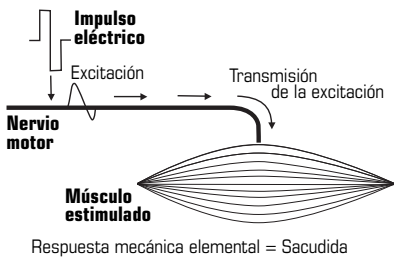 Impulso
eléctrico
Excitación
Transmisión
de la excitación
Nervio
motor
Músculo
estimulado
Respuesta mecánica elemental = Sacudida